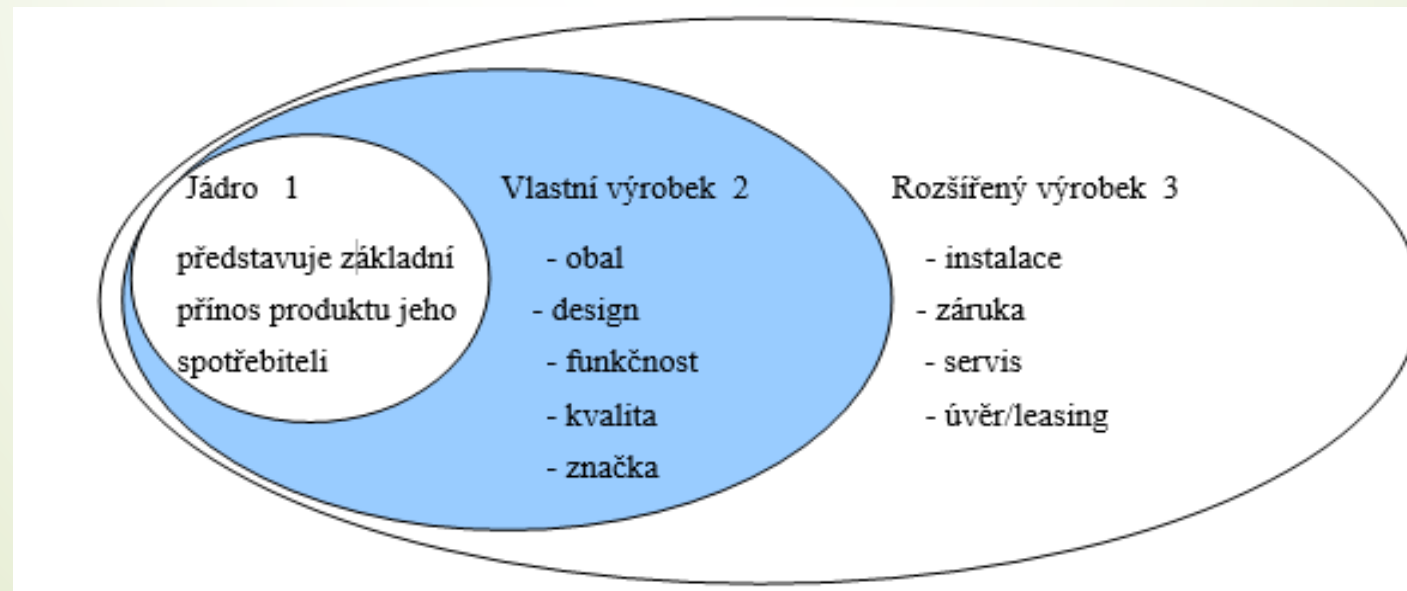 Jádro 1
představuje základní
přínos produktu jeho
spotřebiteli
Vlastní výrobek 2
- obal
- design
- funkčnost
- kvalita
- značka
Rozšířený výrobek 3
- instalace
- záruka
- servis
- úvěr/leasing